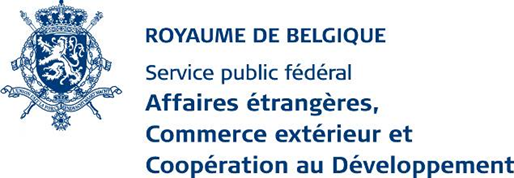 ROYAUME DE BELGIQUE
Service public fédéral
Affaires étrangères,
Commerce extérieur et
Coopération au Développement